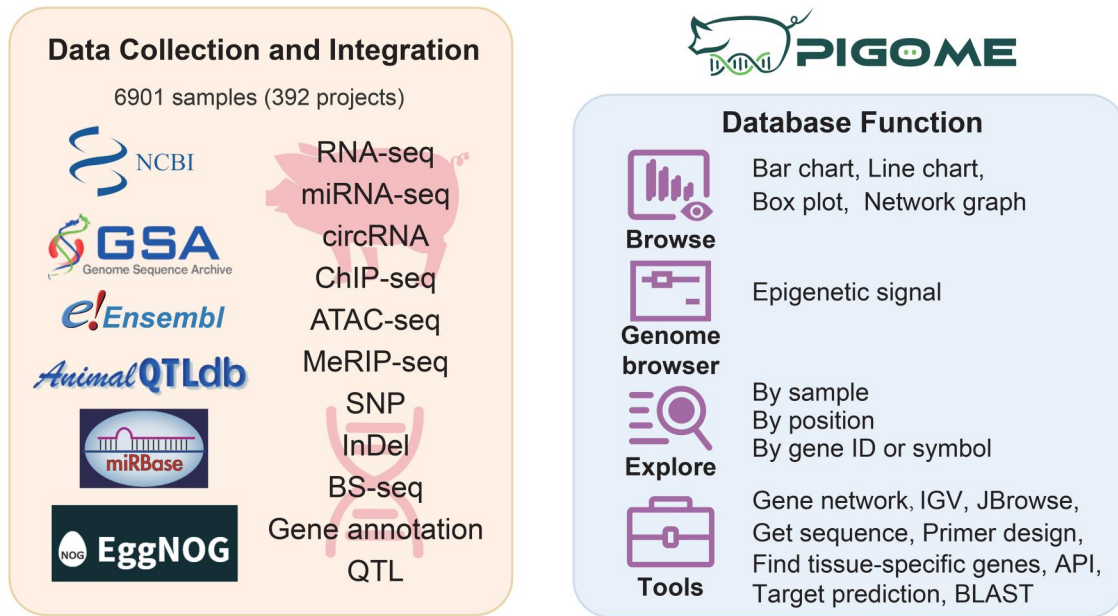 Data Collection and Integration
6901 samples (392 projects)
NCBI
GSA
Genome Sequence Archive
e!Ensembl
Animal QTLdb
miRBase
NOG EggNOG
RNA-seq
miRNA-seq
circRNA
ChIP-seq
ATAC-seq
MeRIP-seq
SNP
InDel
BS-seq
Gene annotation
QTL
PIGOME
Database Function
Browse
Bar chart, Line chart,
Box plot, Network graph
Genome
browser
Epigenetic signal
Explore
By sample
By position
By gene ID or symbol
Tools
Gene network, IGV, JBrowse,
Get sequence, Primer design,
Find tissue-specific genes, API,
Target prediction, BLAST